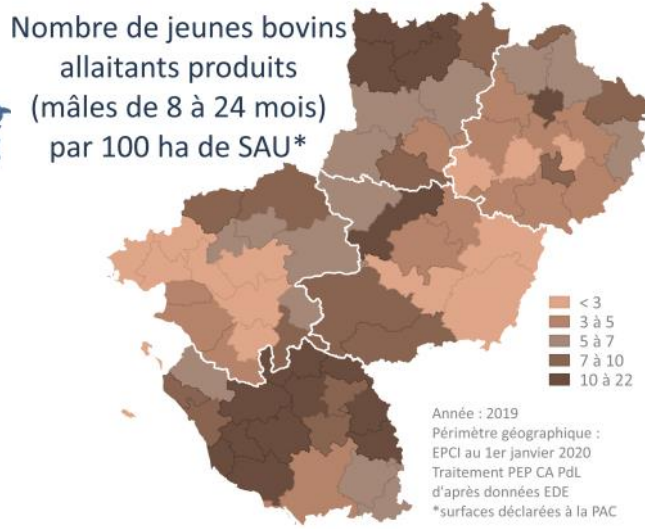 Nombre de jeunes bovins
allaitants produits
(mâles de 8 à 24 mois)
par 100 ha de SAU*
< 3
3 à 5
5 à 7
7 à 10
10 à 22
Année : 2019
Périmètre géographique :
EPCI au 1er janvier 2020
Traitement PEP CA PdL
d'après données EDE
*surfaces déclarées à la PAC